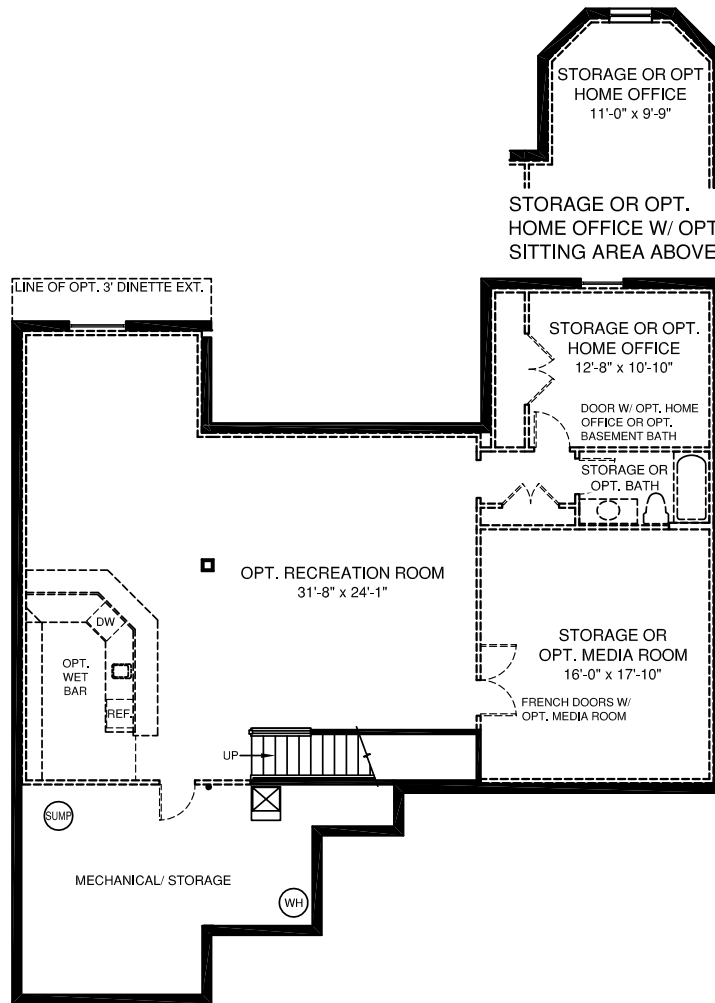 STORAGE OR OPT
HOME OFFICE
11'-0" x 9'-9"
STORAGE OR OPT.
HOME OFFICE W/ OPT
SITTING AREA ABOVE
LINE OF OPT. 3' DINETTE EXT.
STORAGE OR OPT.
HOME OFFICE
12'-8" x 10'-10"
DOOR W/ OPT. HOME
OFFICE OR OPT.
BASEMENT BATH
STORAGE OR
OPT. BATH
OPT. RECREATION ROOM
31'-8" x 24'-1"
DW
OPT.
WET
BAR
REF.
STORAGE OR
OPT. MEDIA ROOM
16'-0" x 17'-10"
FRENCH DOORS W/
OPT. MEDIA ROOM
UP
SUMP
MECHANICAL/ STORAGE
WH